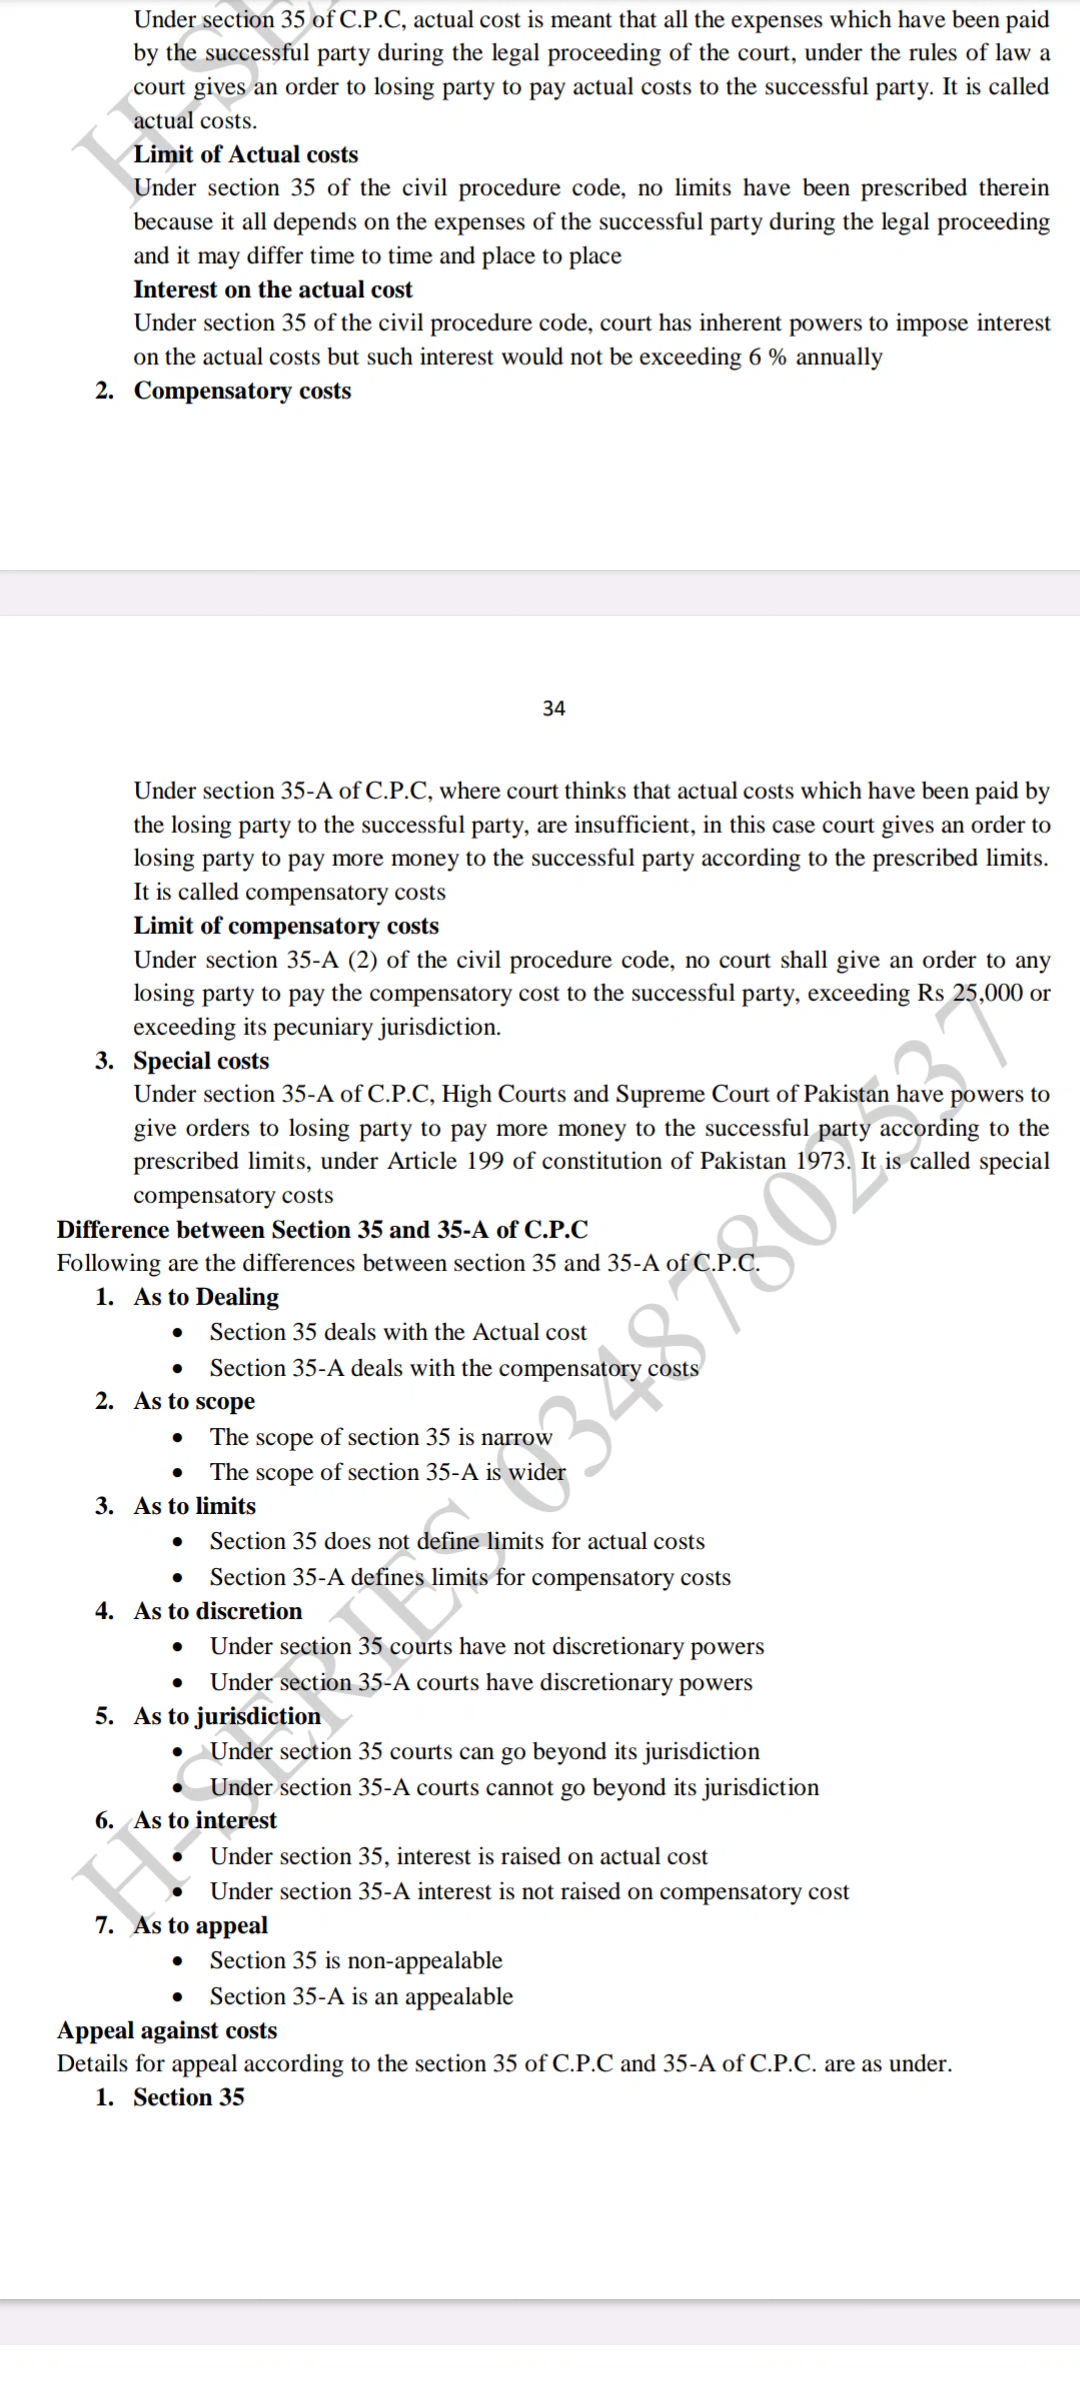 Under section 35 of C.P.C, actual cost is meant that all the expenses which have been paid
by the successful party during the legal proceeding of the court, under the rules of law a
court gives an order to losing party to pay actual costs to the successful party. It is called
actual costs.
Limit of Actual costs
Under section 35 of the civil procedure code, no limits have been prescribed therein
because it all depends on the expenses of the successful party during the legal proceeding
and it may differ time to time and place to place
Interest on the actual cost
Under section 35 of the civil procedure code, court has inherent powers to impose interest
on the actual costs but such interest would not be exceeding 6 % annually
2. Compensatory costs
34
Under section 35-A of C.P.C, where court thinks that actual costs which have been paid by
the losing party to the successful party, are insufficient, in this case court gives an order to
losing party to pay more money to the successful party according to the prescribed limits.
It is called compensatory costs
Limit of compensatory costs
Under section 35-A (2) of the civil procedure code, no court shall give an order to any
losing party to pay the compensatory cost to the successful party, exceeding Rs 25,000 or
exceeding its pecuniary jurisdiction.
3. Special costs
Under section 35-A of C.P.C, High Courts and Supreme Court of Pakistan have powers to
give orders to losing party to pay more money to the successful party according to the
prescribed limits, under Article 199 of constitution of Pakistan 1973. It is called special
compensatory costs
Difference between Section 35 and 35-A of C.P.C
Following are the differences between section 35 and 35-A of C.P.C.
1. As to Dealing
• Section 35 deals with the Actual cost
• Section 35-A deals with the compensatory costs
2. As to scope
• The scope of section 35 is narrow
• The scope of section 35-A is wider
3. As to limits
• Section 35 does not define limits for actual costs
• Section 35-A defines limits for compensatory costs
4. As to discretion
• Under section 35 courts have not discretionary powers
• Under section 35-A courts have discretionary powers
5. As to jurisdiction
• Under section 35 courts can go beyond its jurisdiction
• Under section 35-A courts cannot go beyond its jurisdiction
6. As to interest
• Under section 35, interest is raised on actual cost
• Under section 35-A interest is not raised on compensatory cost
7. As to appeal
• Section 35 is non-appealable
• Section 35-A is an appealable
Appeal against costs
Details for appeal according to the section 35 of C.P.C and 35-A of C.P.C. are as under.
1. Section 35
H-SERIES 03487802537
H-SE